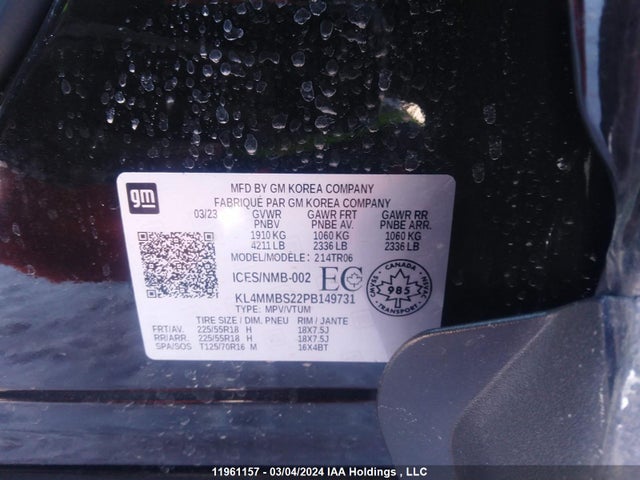 gm
MFD BY GM KOREA COMPANY
FABRIQUÉ PAR GM KOREA COMPANY
03/23 GVWR GAWR FRT GAWR RR
PNBV PNBE AV. PNBE ARR.
1910 KG 1060 KG 1060 KG
4211 LB 2336 LB 2336 LB
MODEL/MODÈLE: 214TR06
ICES/NMB-002 EC CANADA CMVSS 985 NSVAC
KL4MMBS22PB149731
TYPE: MPV/VTUM
TIRE SIZE / DIM. PNEU RIM / JANTE
FRT/AV. 225/55R18 H 18X7.5J
RR/ARR. 225/55R18 H 18X7.5J
SPA/SOS T125/70R16 M 16X4BT
11961157 - 03/04/2024 IAA Holdings , LLC